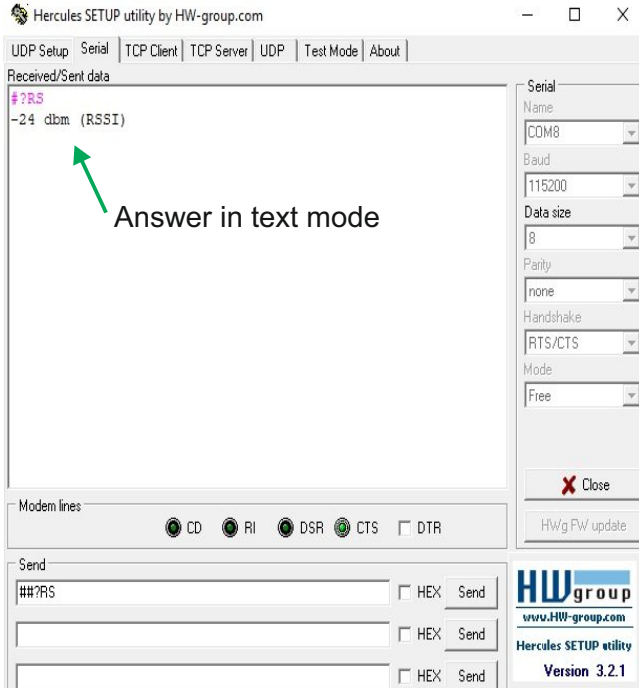 Hercules SETUP utility by HW-group.com
UDP Setup Serial TCP Client TCP Server UDP Test Mode About
Received/Sent data
#?RS
-24 dbm (RSSI)
Answer in text mode
Serial
Name
COM8
Baud
115200
Data size
8
Parity
none
Handshake
RTS/CTS
Mode
Free
Close
HWg FW update
Modem lines
CD RI DSR CTS DTR
Send
##?RS HEX Send
HEX Send
HEX Send
HWgroup
www.HW-group.com
Hercules SETUP utility
Version 3.2.1